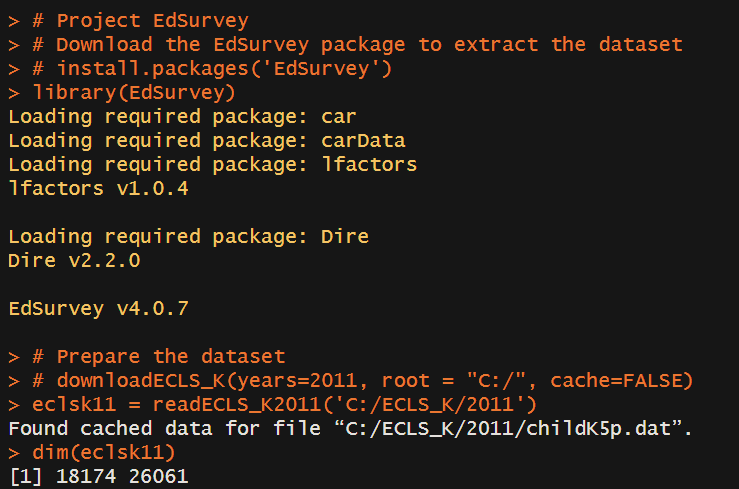 > # Project EdSurvey
> # Download the EdSurvey package to extract the dataset
> # install.packages('EdSurvey')
> library(EdSurvey)
Loading required package: car
Loading required package: carData
Loading required package: lfactors
lfactors v1.0.4
Loading required package: Dire
Dire v2.2.0
EdSurvey v4.0.7
> # Prepare the dataset
> # downloadECLS_K(years=2011, root = "C:/", cache=FALSE)
> eclsk11 = readECLS_K2011('C:/ECLS_K/2011')
Found cached data for file “C:/ECLS_K/2011/childK5p.dat”.
> dim(eclsk11)
[1] 18174 26061